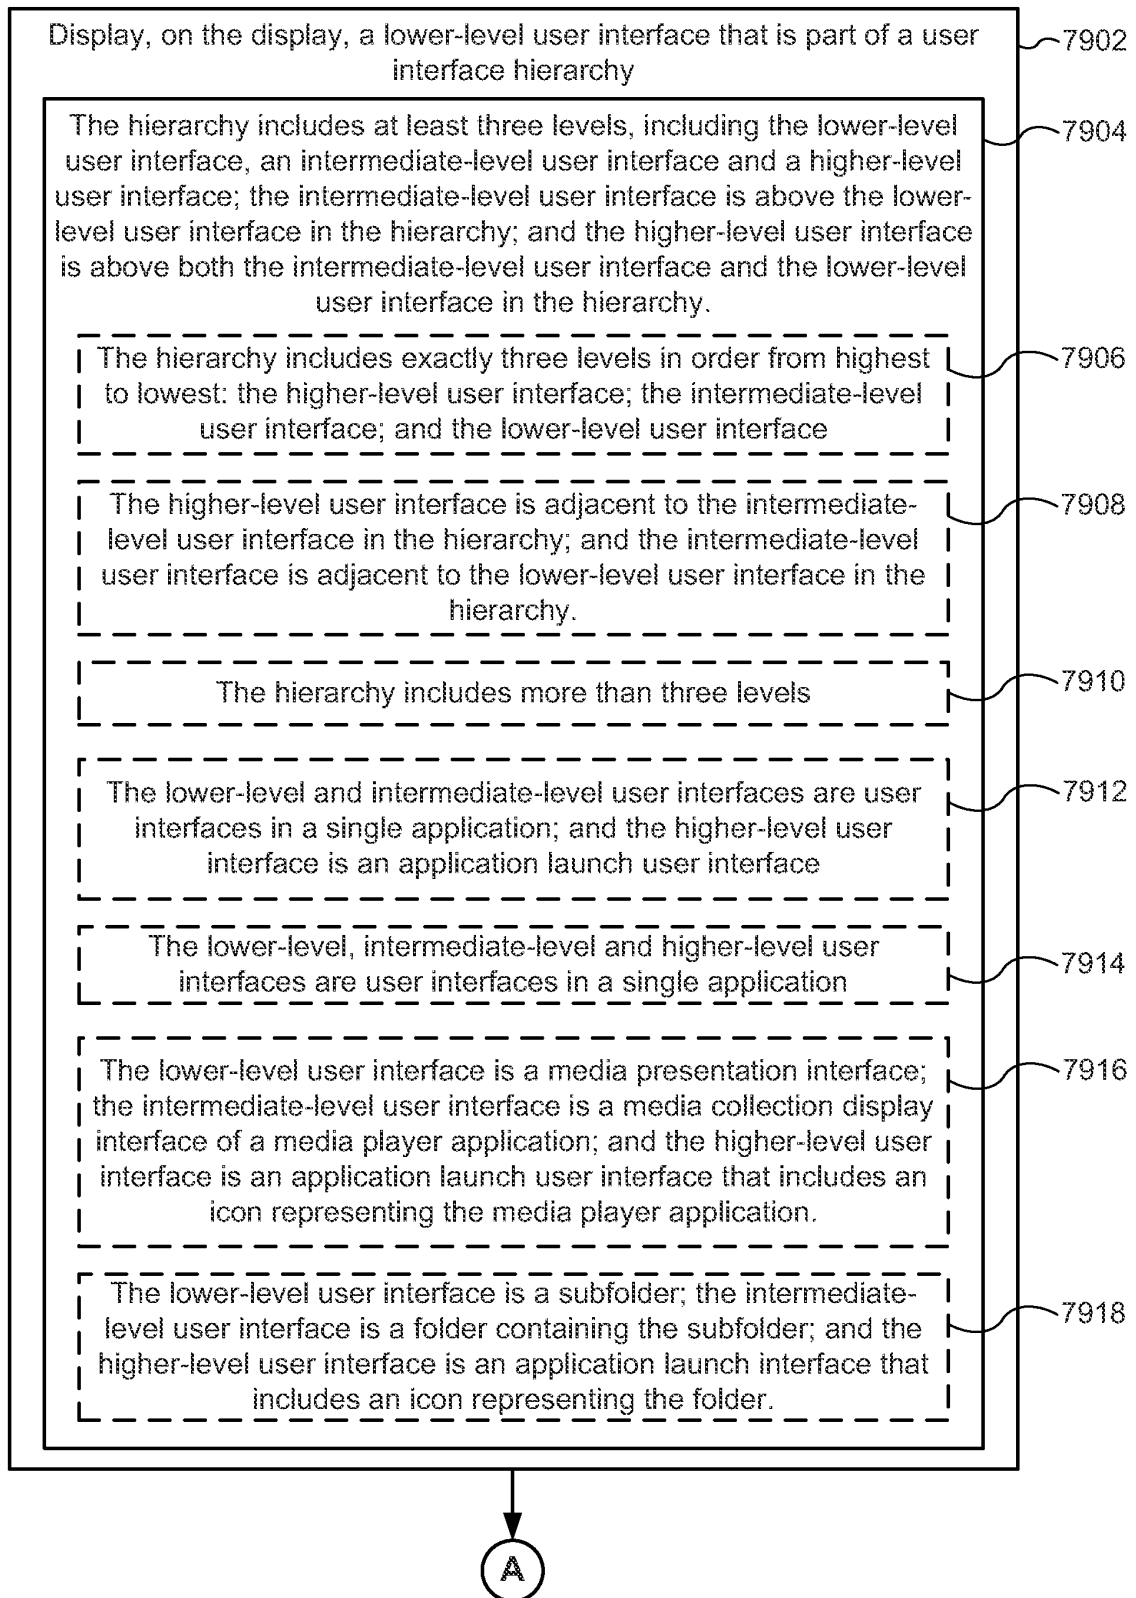 Display, on the display, a lower-level user interface that is part of a user
interface hierarchy
7902
The hierarchy includes at least three levels, including the lower-level
user interface, an intermediate-level user interface and a higher-level
user interface; the intermediate-level user interface is above the lower-
level user interface in the hierarchy; and the higher-level user interface
is above both the intermediate-level user interface and the lower-level
user interface in the hierarchy.
7904
The hierarchy includes exactly three levels in order from highest
to lowest: the higher-level user interface; the intermediate-level
user interface; and the lower-level user interface
7906
The higher-level user interface is adjacent to the intermediate-
level user interface in the hierarchy; and the intermediate-level
user interface is adjacent to the lower-level user interface in the
hierarchy.
7908
The hierarchy includes more than three levels
7910
The lower-level and intermediate-level user interfaces are user
interfaces in a single application; and the higher-level user
interface is an application launch user interface
7912
The lower-level, intermediate-level and higher-level user
interfaces are user interfaces in a single application
7914
The lower-level user interface is a media presentation interface;
the intermediate-level user interface is a media collection display
interface of a media player application; and the higher-level user
interface is an application launch user interface that includes an
icon representing the media player application.
7916
The lower-level user interface is a subfolder; the intermediate-
level user interface is a folder containing the subfolder; and the
higher-level user interface is an application launch interface that
includes an icon representing the folder.
7918
A